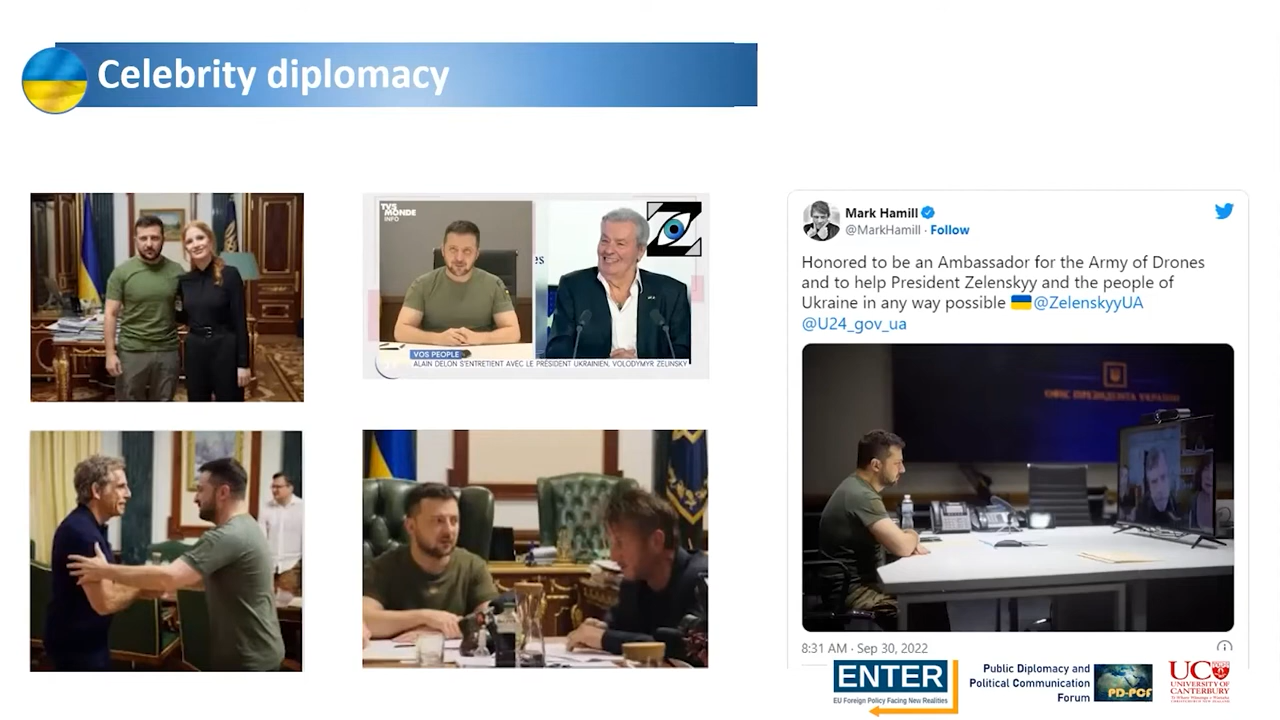 Celebrity diplomacy
TV5
MONDE
INFO
es
VOS PEOPLE
ALAIN DELON S'ENTRETIENT AVEC LE PRÉSIDENT UKRAINIEN, VOLODYMYR ZELINSKY
Mark Hamill
@MarkHamill · Follow
Honored to be an Ambassador for the Army of Drones
and to help President Zelenskyy and the people of
Ukraine in any way possible 🇺🇦@ZelenskyyUA
@U24_gov_ua
ОФІС ПРЕЗИДЕНТА УКРАЇНИ
8:31 AM · Sep 30, 2022
ENTER
EU Foreign Policy Facing New Realities
Public Diplomacy and
Political Communication
Forum
PD-PCF
UC
UNIVERSITY OF
CANTERBURY